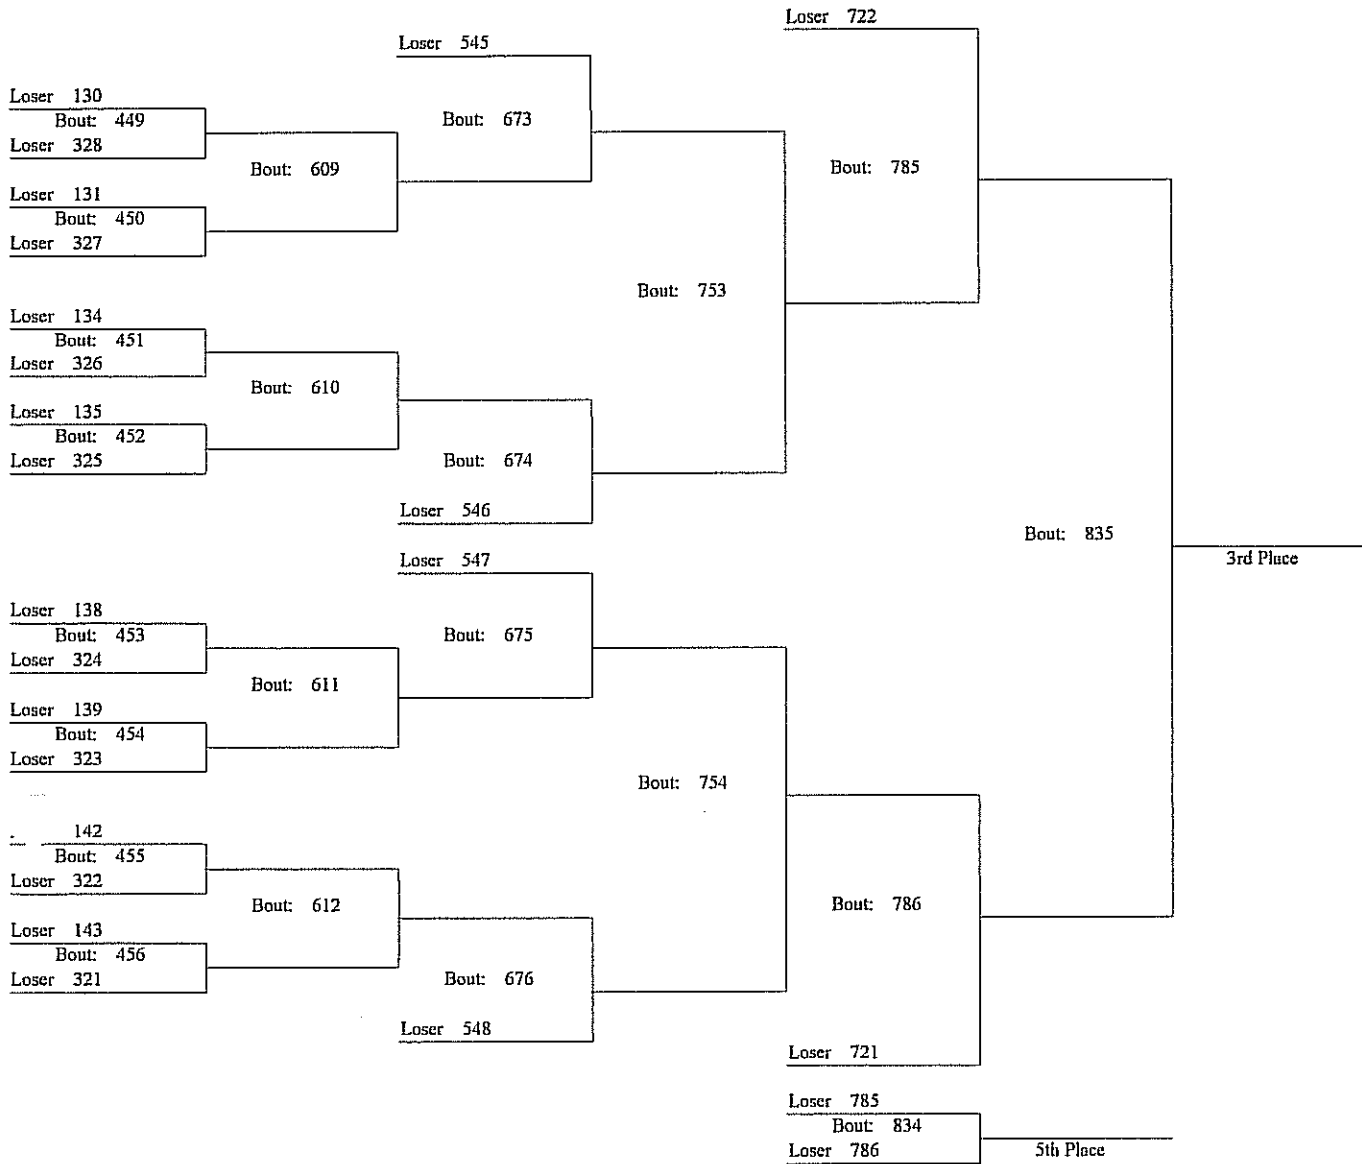 Loser 722
Loser 545
Loser 130
Bout: 449
Loser 328
Bout: 673
Bout: 609
Bout: 785
Loser 131
Bout: 450
Loser 327
Bout: 753
Loser 134
Bout: 451
Loser 326
Bout: 610
Loser 135
Bout: 452
Loser 325
Bout: 674
Loser 546
Bout: 835
3rd Place
Loser 547
Loser 138
Bout: 453
Loser 324
Bout: 675
Bout: 611
Loser 139
Bout: 454
Loser 323
Bout: 754
142
Bout: 455
Loser 322
Bout: 612
Bout: 786
Loser 143
Bout: 456
Loser 321
Bout: 676
Loser 548
Loser 721
Loser 785
Bout: 834
Loser 786
5th Place